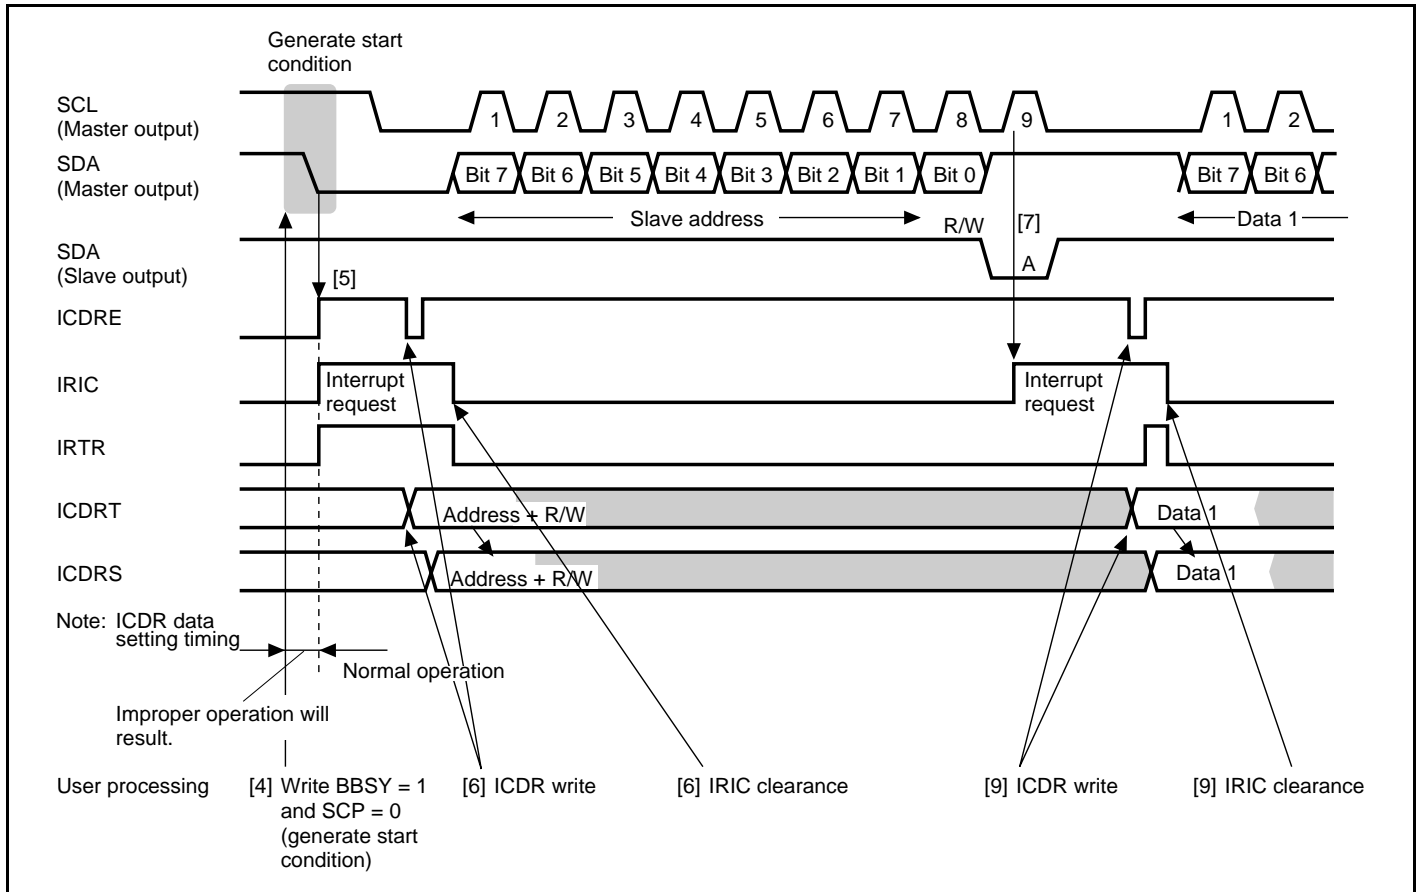 Generate start
condition
SCL
(Master output)
1 2 3 4 5 6 7 8 9 1 2
SDA
(Master output)
Bit 7 Bit 6 Bit 5 Bit 4 Bit 3 Bit 2 Bit 1 Bit 0 Bit 7 Bit 6
Slave address R/W [7] Data 1
SDA
(Slave output)
A
[5]
ICDRE
IRIC
Interrupt
request
Interrupt
request
IRTR
ICDRT
Address + R/W Data 1
ICDRS
Address + R/W Data 1
Note: ICDR data
setting timing
Normal operation
Improper operation will
result.
User processing [4] Write BBSY = 1
and SCP = 0
(generate start
condition)
[6] ICDR write
[6] IRIC clearance
[9] ICDR write
[9] IRIC clearance